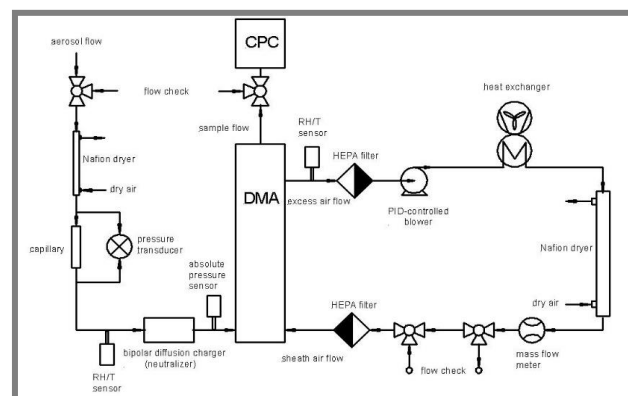 aerosol flow
CPC
flow check
heat exchanger
sample flow
RH/T
sensor
HEPA filter
Nafion dryer
dry air
DMA
excess air flow
PID-controlled
blower
capillary
pressure
transducer
absolute
pressure
sensor
Nafion dryer
HEPA filter
dry air
bipolar diffusion charger
(neutralizer)
sheath air flow
mass flow
meter
RH/T
sensor
flow check